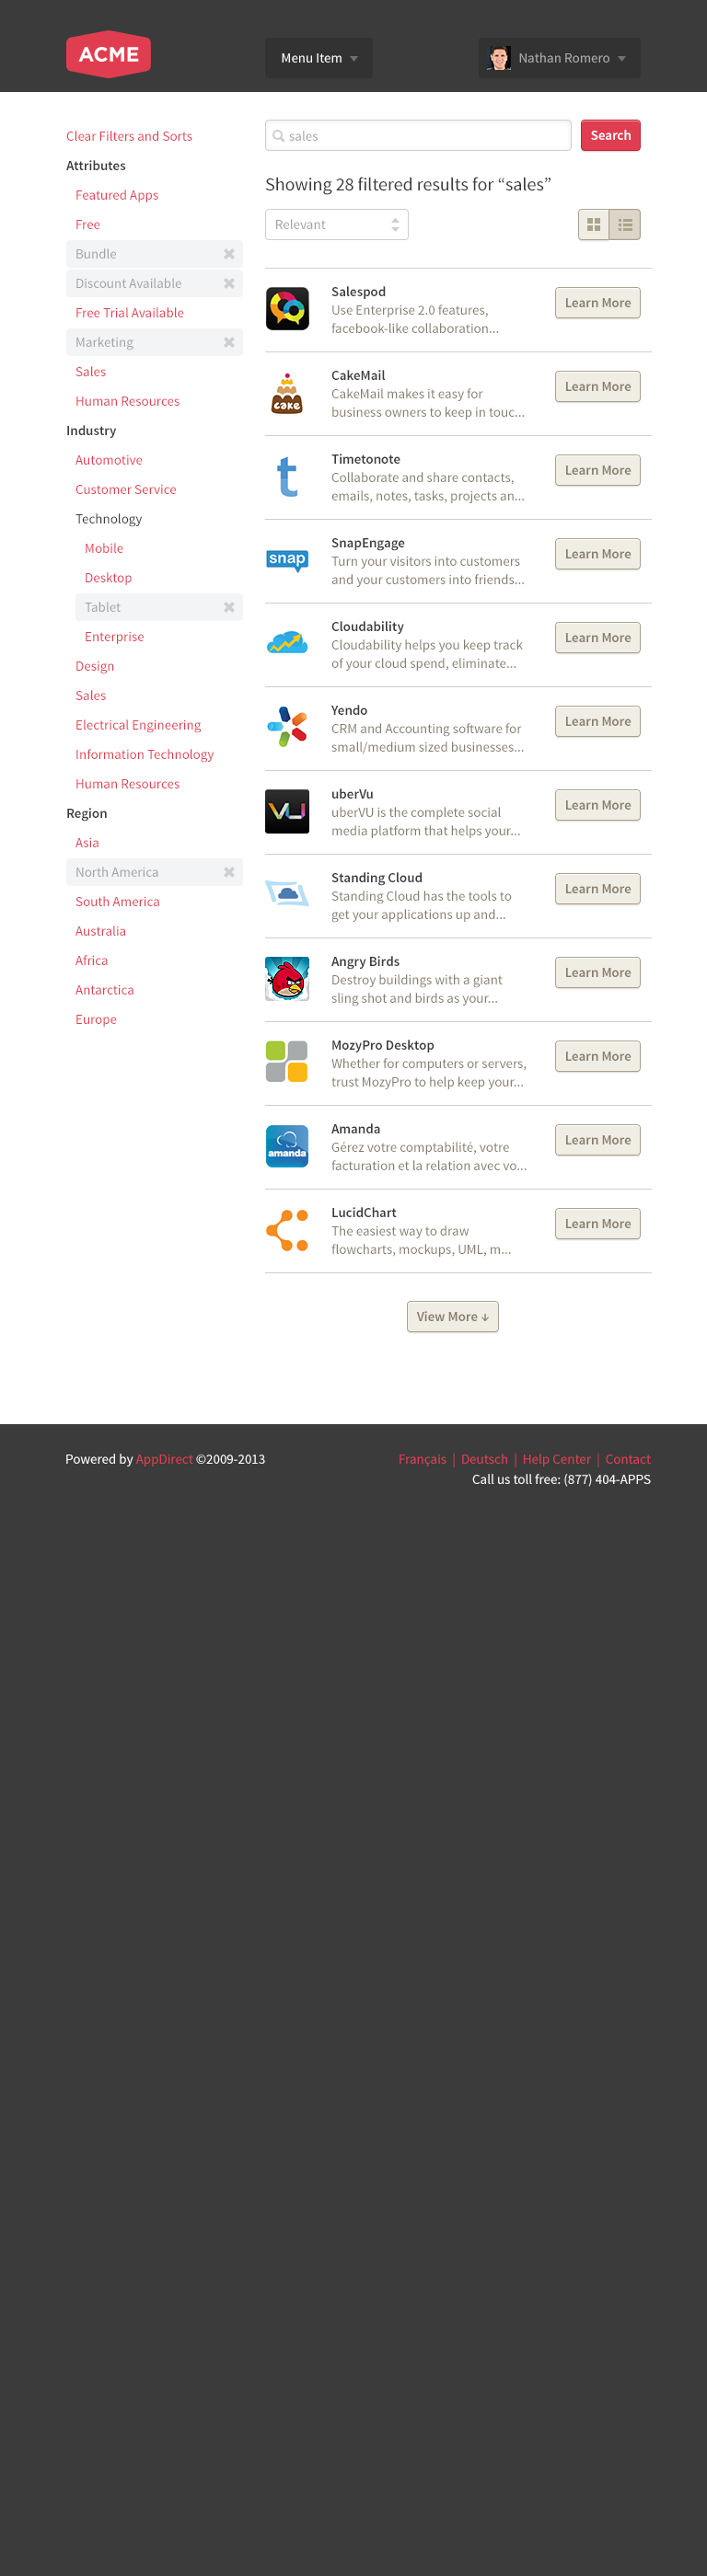 ACME
Menu Item
Nathan Romero
Clear Filters and Sorts
Attributes
Featured Apps
Free
Bundle
Discount Available
Free Trial Available
Marketing
Sales
Human Resources
Industry
Automotive
Customer Service
Technology
Mobile
Desktop
Tablet
Enterprise
Design
Sales
Electrical Engineering
Information Technology
Human Resources
Region
Asia
North America
South America
Australia
Africa
Antarctica
Europe
sales
Search
Showing 28 filtered results for “sales”
Relevant
Salespod
Use Enterprise 2.0 features,
facebook-like collaboration...
Learn More
cake
CakeMail
CakeMail makes it easy for
business owners to keep in touc...
Learn More
t
Timetonote
Collaborate and share contacts,
emails, notes, tasks, projects an...
Learn More
snap
SnapEngage
Turn your visitors into customers
and your customers into friends...
Learn More
Cloudability
Cloudability helps you keep track
of your cloud spend, eliminate...
Learn More
Yendo
CRM and Accounting software for
small/medium sized businesses...
Learn More
VU
uberVu
uberVU is the complete social
media platform that helps your...
Learn More
Standing Cloud
Standing Cloud has the tools to
get your applications up and...
Learn More
Angry Birds
Destroy buildings with a giant
sling shot and birds as your...
Learn More
MozyPro Desktop
Whether for computers or servers,
trust MozyPro to help keep your...
Learn More
amanda
Amanda
Gérez votre comptabilité, votre
facturation et la relation avec vo...
Learn More
LucidChart
The easiest way to draw
flowcharts, mockups, UML, m...
Learn More
View More ↓
Powered by AppDirect ©2009-2013
Français | Deutsch | Help Center | Contact
Call us toll free: (877) 404-APPS